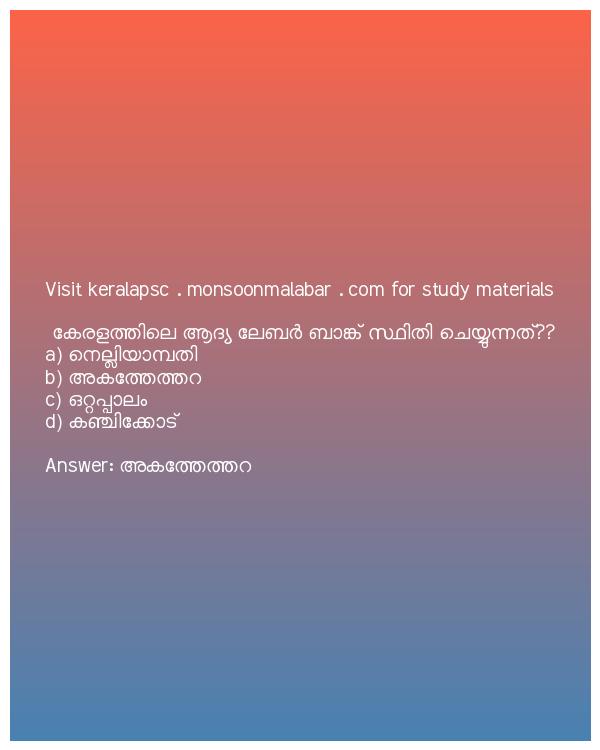 Visit keralapsc . monsoonmalabar . com for study materials
കേരളത്തിലെ ആദ്യ ലേബർ ബാങ്ക് സ്ഥിതി ചെയ്യുന്നത്??
a) നെല്ലിയാമ്പതി
b) അകത്തേത്തറ
c) ഒറ്റപ്പാലം
d) കഞ്ചിക്കോട്
Answer: അകത്തേത്തറ